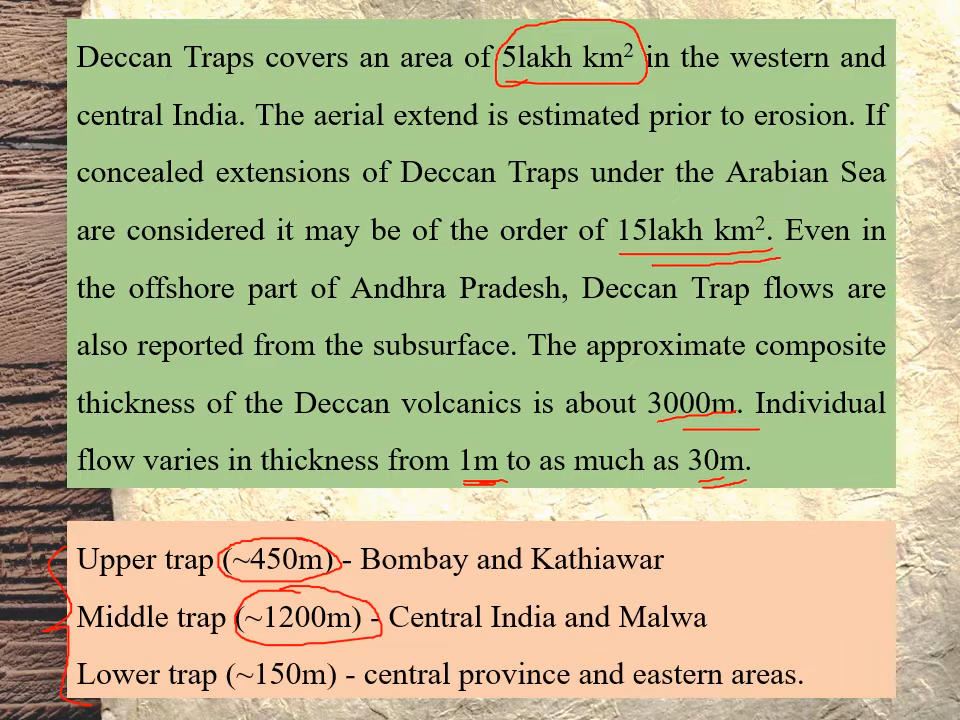 Deccan Traps covers an area of 5lakh km² in the western and
central India. The aerial extend is estimated prior to erosion. If
concealed extensions of Deccan Traps under the Arabian Sea
are considered it may be of the order of 15lakh km². Even in
the offshore part of Andhra Pradesh, Deccan Trap flows are
also reported from the subsurface. The approximate composite
thickness of the Deccan volcanics is about 3000m. Individual
flow varies in thickness from 1m to as much as 30m.
Upper trap (~450m) - Bombay and Kathiawar
Middle trap (~1200m) - Central India and Malwa
Lower trap (~150m) - central province and eastern areas.